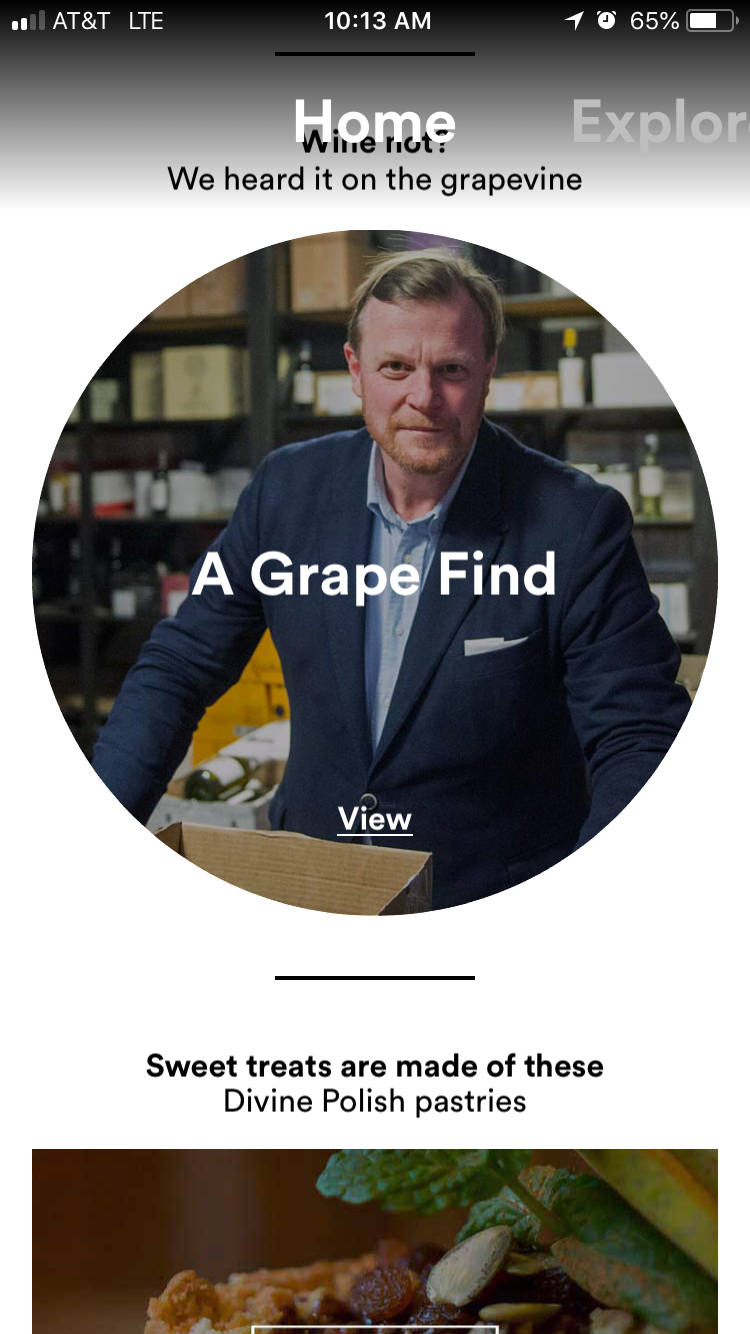 AT&T LTE 10:13 AM 65%
Home Explor
Wine not?
We heard it on the grapevine
A Grape Find
View
Sweet treats are made of these
Divine Polish pastries